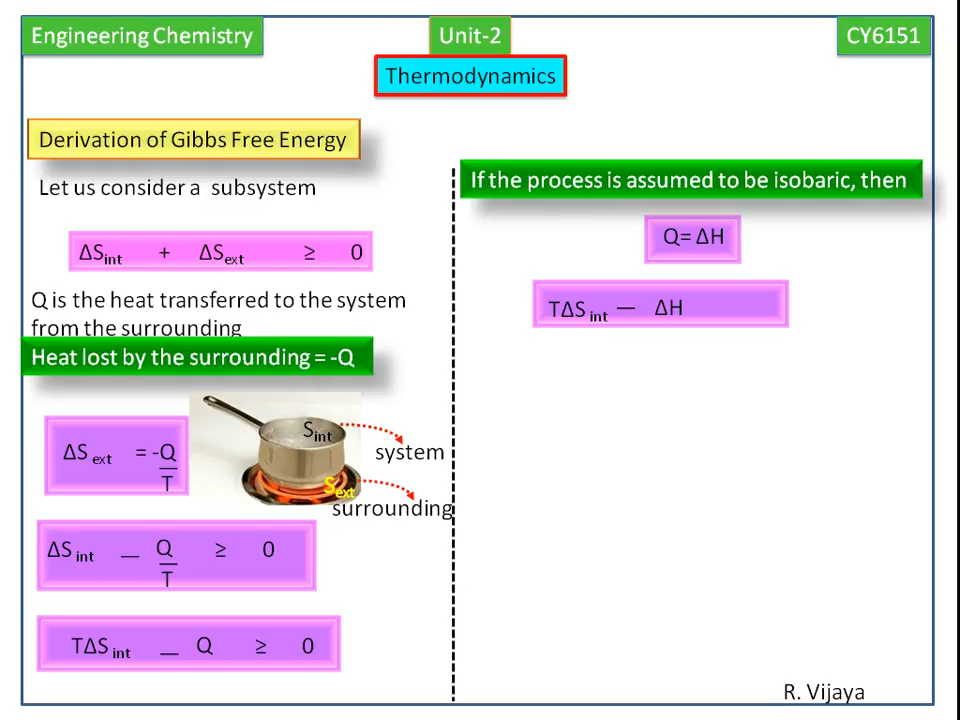 Engineering Chemistry
Unit-2
CY6151
Thermodynamics
Derivation of Gibbs Free Energy
Let us consider a subsystem
ΔSint + ΔSext ≥ 0
Q is the heat transferred to the system
from the surrounding
Heat lost by the surrounding = -Q
ΔS ext = -Q
T
Sint
system
Sext
surrounding
ΔS int — Q ≥ 0
T
TΔS int — Q ≥ 0
If the process is assumed to be isobaric, then
Q= ΔH
TΔS int — ΔH
R. Vijaya